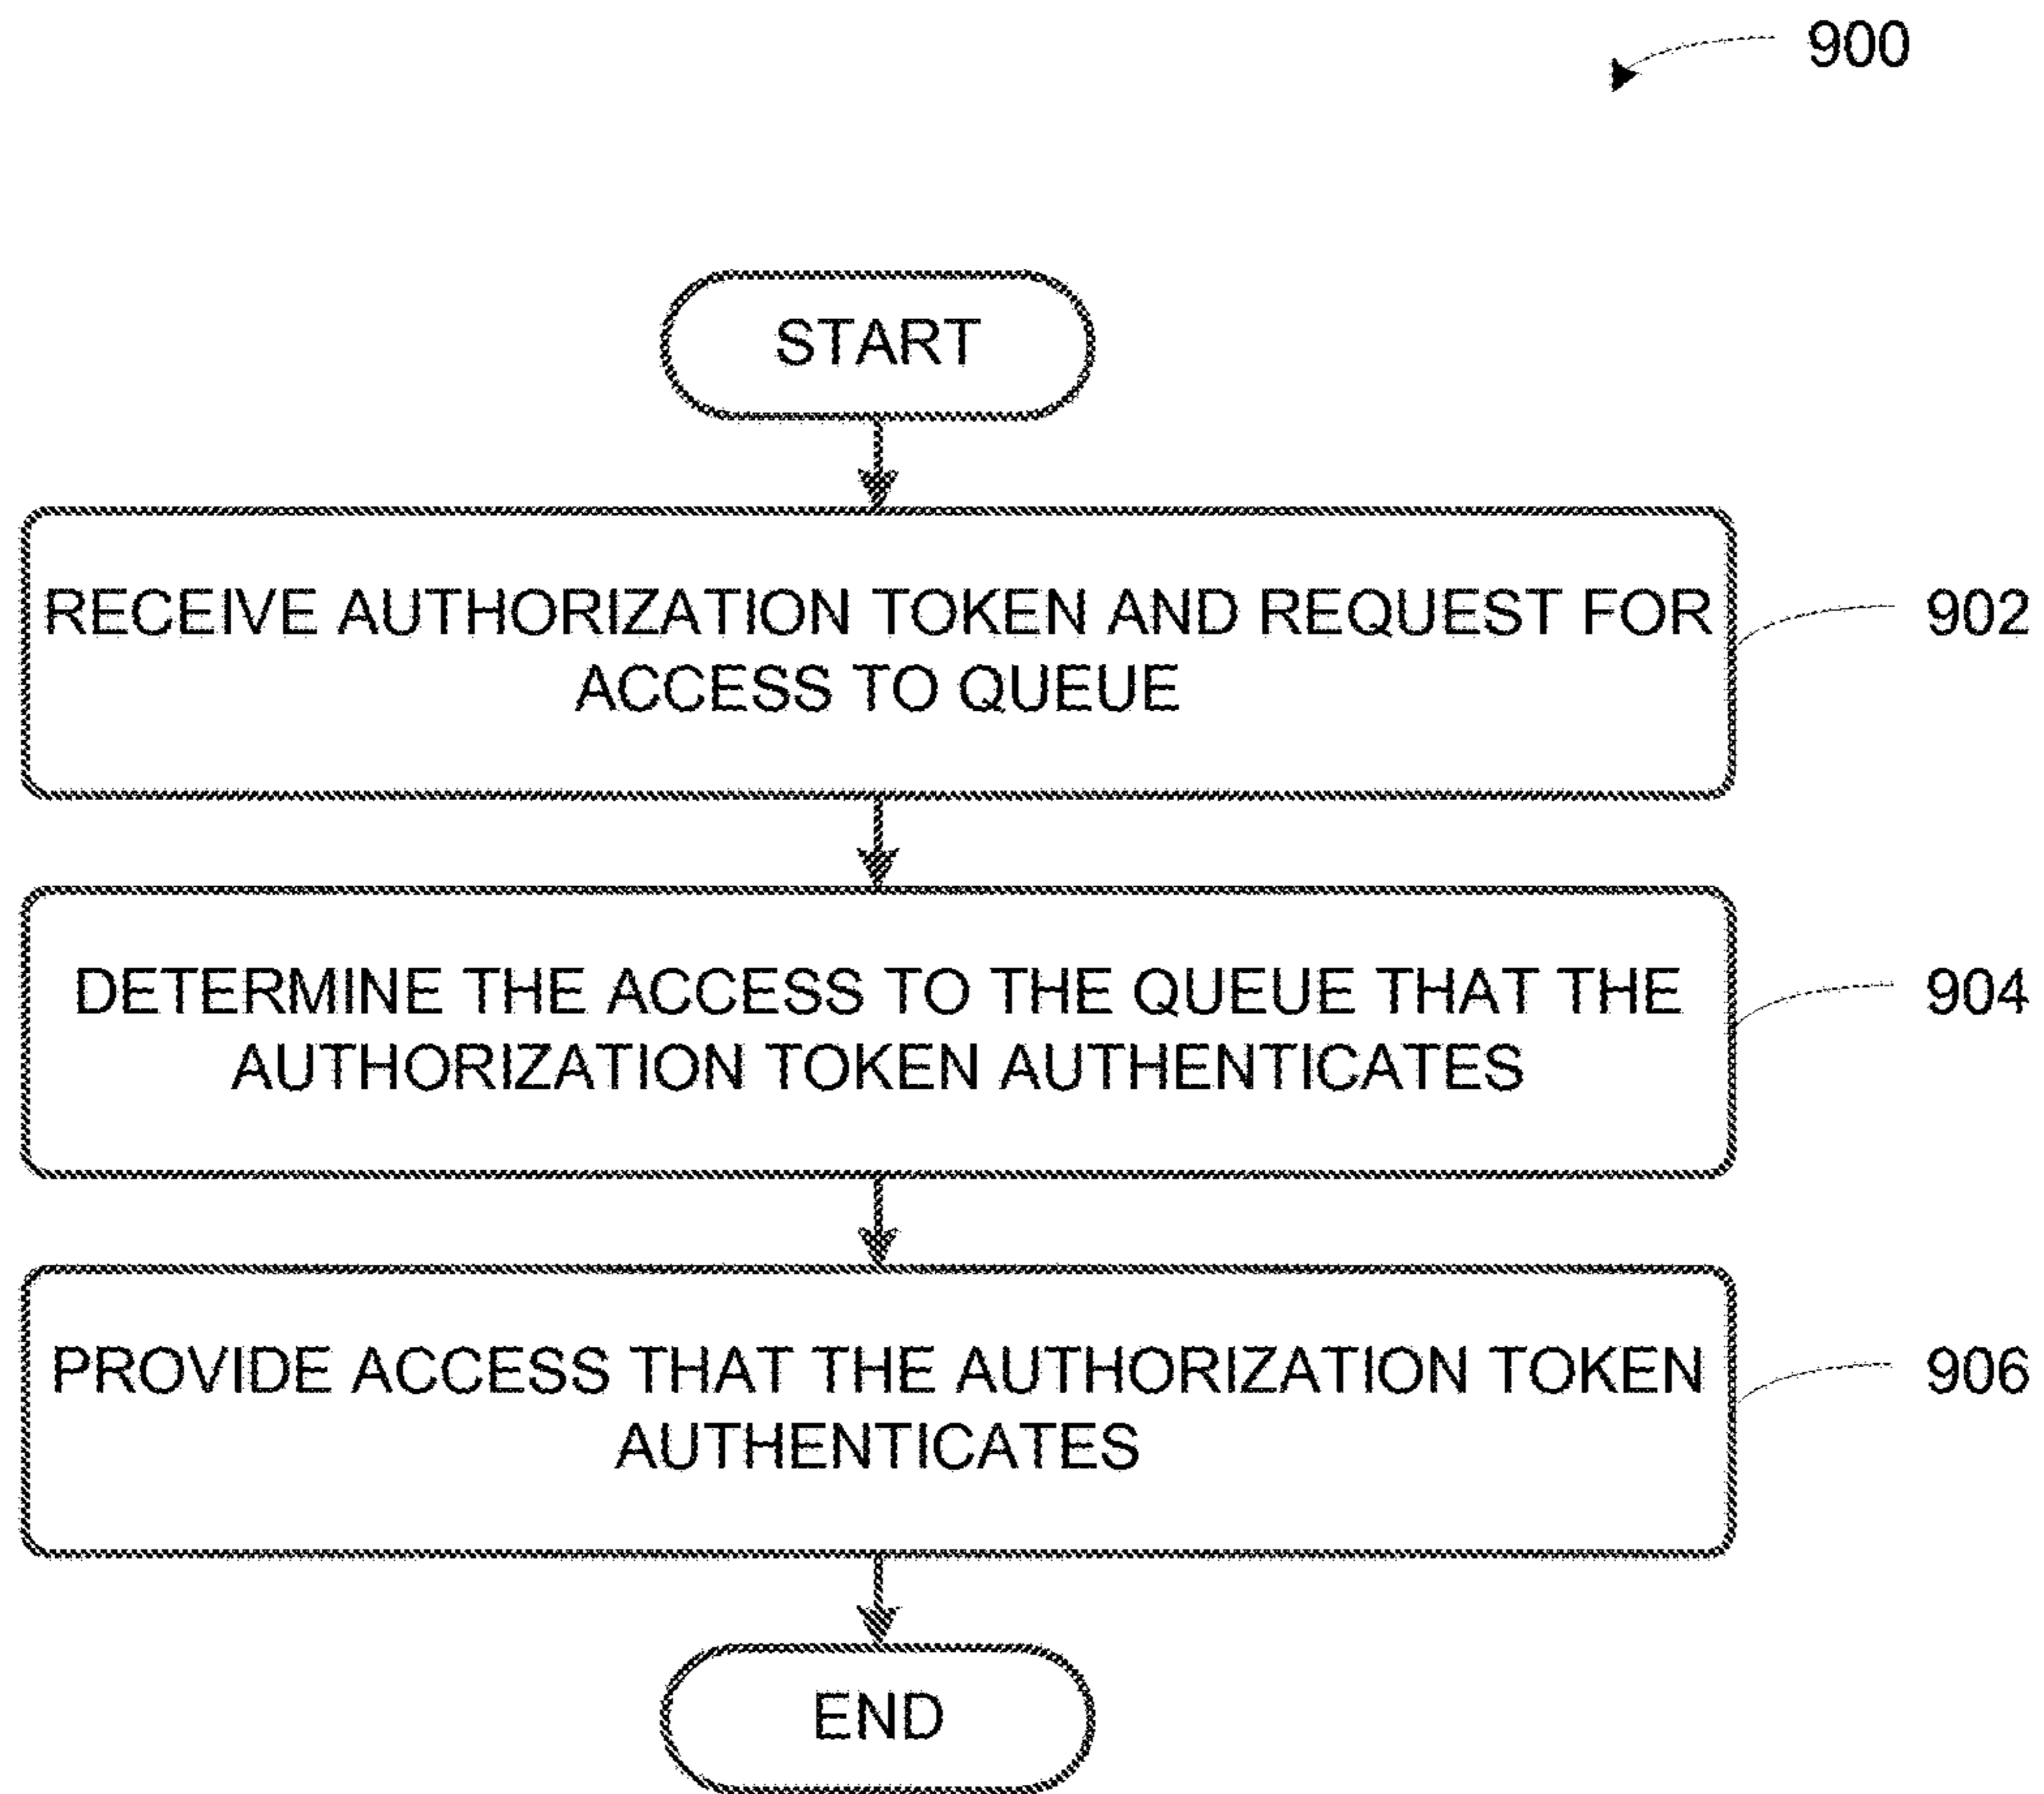 900
START
RECEIVE AUTHORIZATION TOKEN AND REQUEST FOR
ACCESS TO QUEUE
902
DETERMINE THE ACCESS TO THE QUEUE THAT THE
AUTHORIZATION TOKEN AUTHENTICATES
904
PROVIDE ACCESS THAT THE AUTHORIZATION TOKEN
AUTHENTICATES
906
END